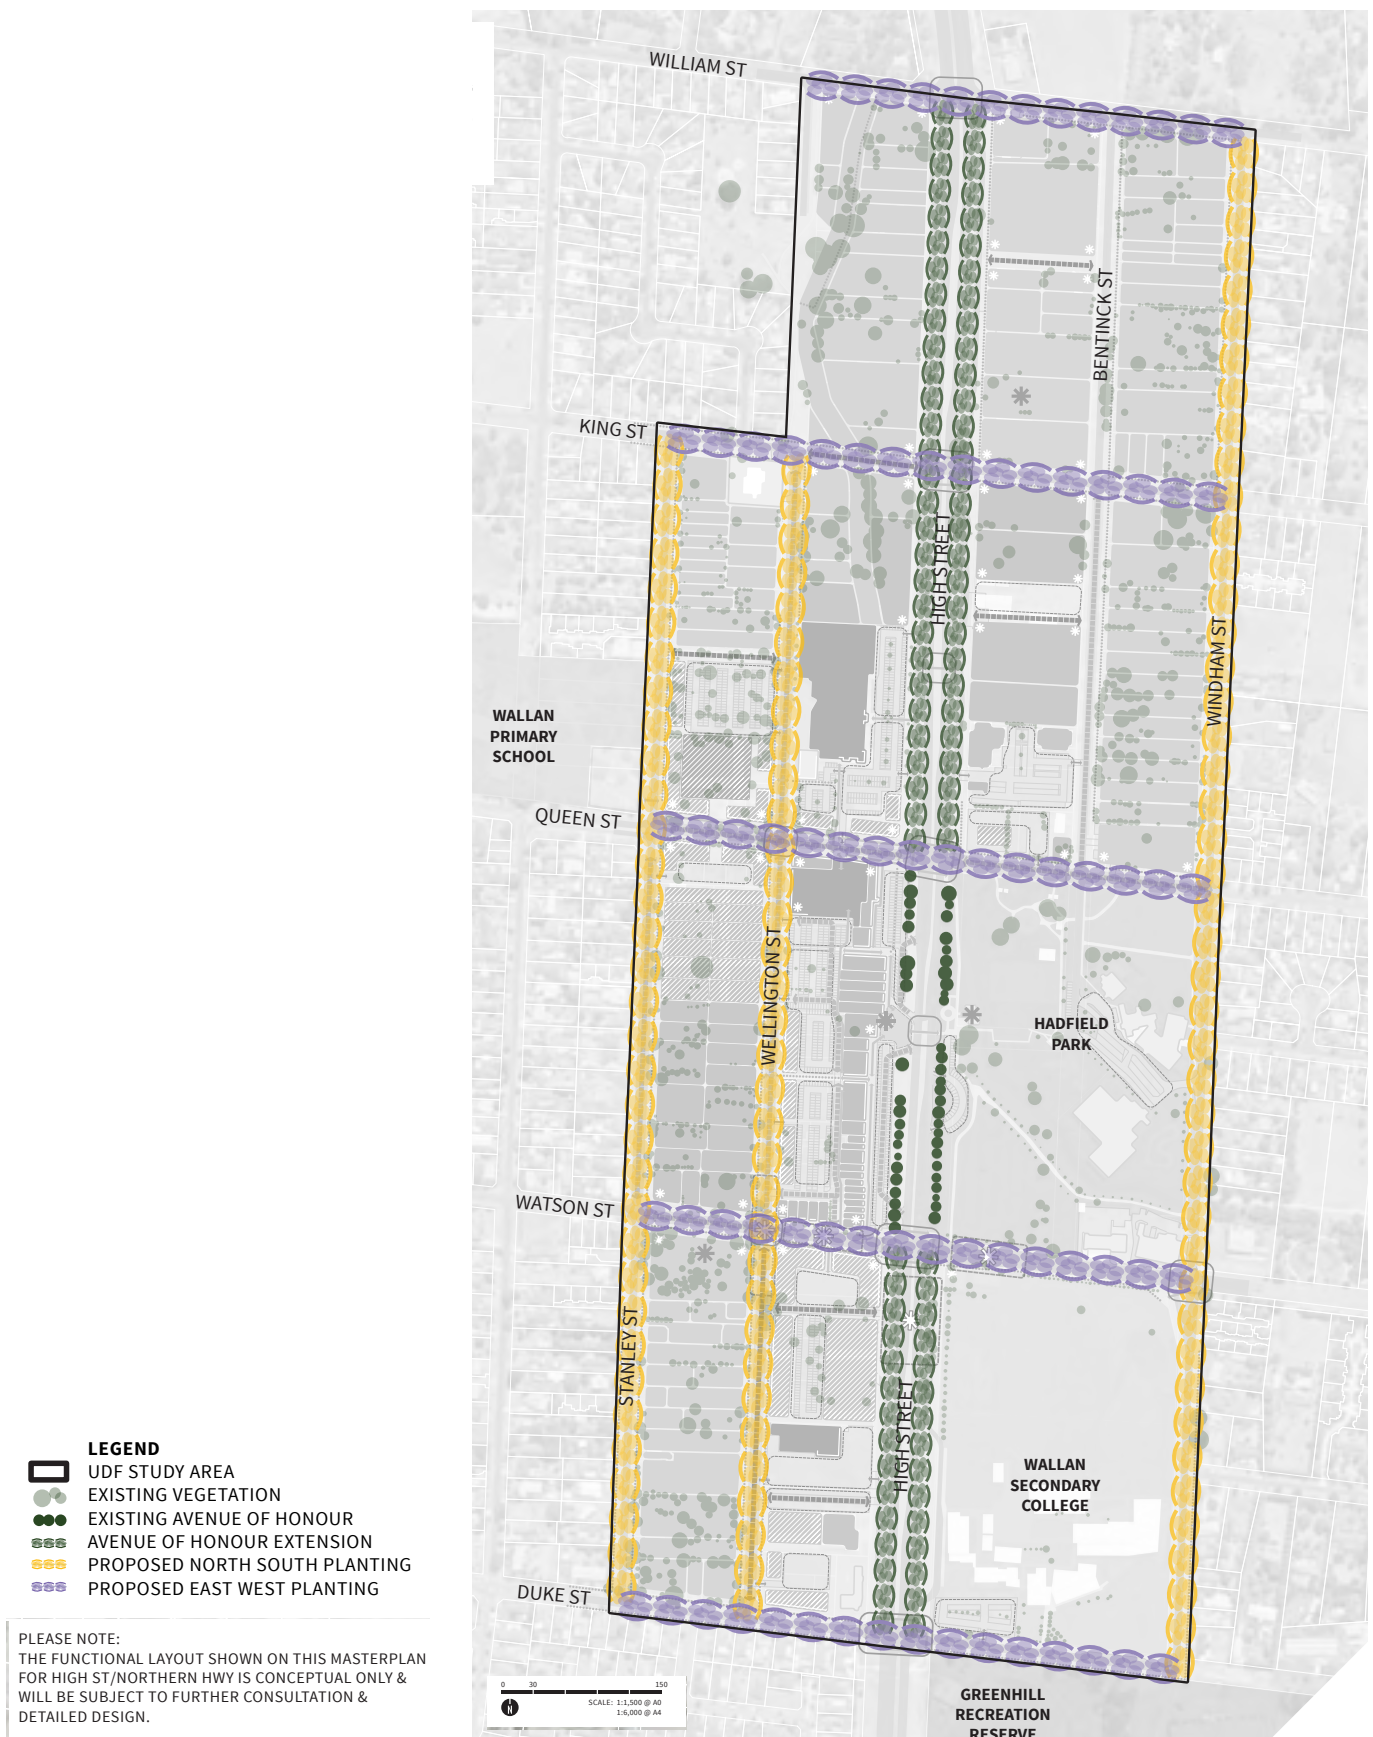 WILLIAM ST
BENTINCK ST
KING ST
HIGH STREET
WINDHAM ST
WALLAN
PRIMARY
SCHOOL
QUEEN ST
WELLINGTON ST
HADFIELD
PARK
WATSON ST
STANLEY ST
HIGH STREET
WALLAN
SECONDARY
COLLEGE
DUKE ST
GREENHILL
RECREATION
RESERVE
LEGEND
UDF STUDY AREA
EXISTING VEGETATION
EXISTING AVENUE OF HONOUR
AVENUE OF HONOUR EXTENSION
PROPOSED NORTH SOUTH PLANTING
PROPOSED EAST WEST PLANTING
PLEASE NOTE:
THE FUNCTIONAL LAYOUT SHOWN ON THIS MASTERPLAN
FOR HIGH ST/NORTHERN HWY IS CONCEPTUAL ONLY &
WILL BE SUBJECT TO FURTHER CONSULTATION &
DETAILED DESIGN.
0 30 150
N
SCALE: 1:1,500 @ A0
1:6,000 @ A4